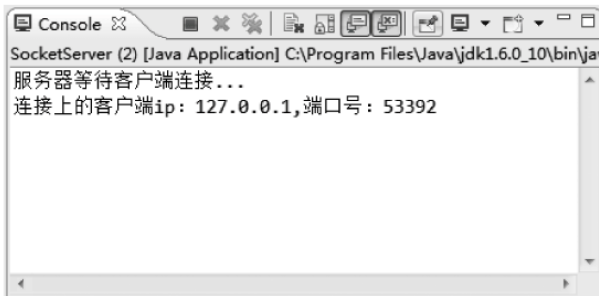 Console
SocketServer (2) [Java Application] C:\Program Files\Java\jdk1.6.0_10\bin\ja
服务器等待客户端连接...
连接上的客户端ip：127.0.0.1,端口号：53392